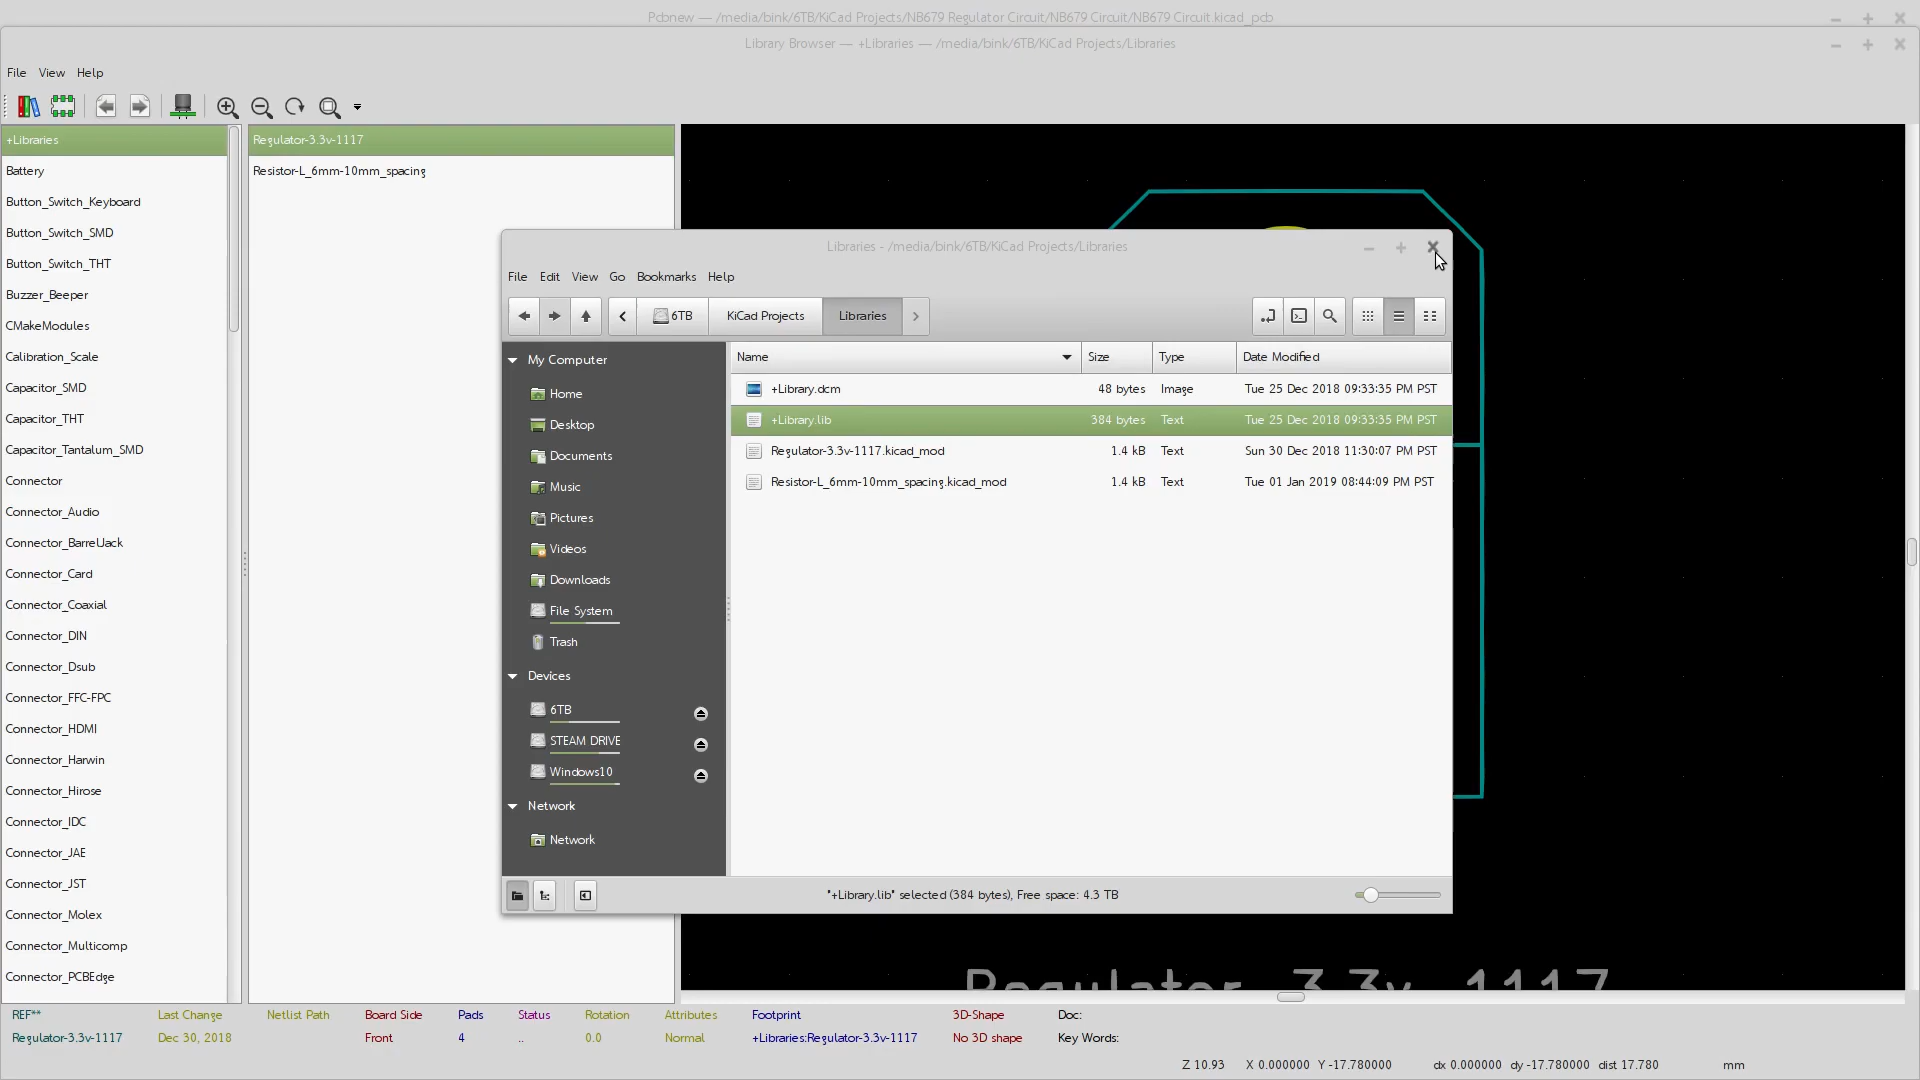 Pcbnew — /media/bink/6TB/KiCad Projects/NB679 Regulator Circuit/NB679 Circuit/NB679 Circuit.kicad_pcb
Library Browser — +Libraries — /media/bink/6TB/KiCad Projects/Libraries
File View Help
+Libraries
Battery
Button_Switch_Keyboard
Button_Switch_SMD
Button_Switch_THT
Buzzer_Beeper
CMakeModules
Calibration_Scale
Capacitor_SMD
Capacitor_THT
Capacitor_Tantalum_SMD
Connector
Connector_Audio
Connector_BarrelJack
Connector_Card
Connector_Coaxial
Connector_DIN
Connector_Dsub
Connector_FFC-FPC
Connector_HDMI
Connector_Harwin
Connector_Hirose
Connector_IDC
Connector_JAE
Connector_JST
Connector_Molex
Connector_Multicomp
Connector_PCBEdge
Regulator-3.3v-1117
Resistor-L_6mm-10mm_spacing
Libraries - /media/bink/6TB/KiCad Projects/Libraries
File Edit View Go Bookmarks Help
6TB KiCad Projects Libraries
My Computer
Home
Desktop
Documents
Music
Pictures
Videos
Downloads
File System
Trash
Devices
6TB
STEAM DRIVE
Windows10
Network
Network
Name Size Type Date Modified
+Library.dcm 48 bytes Image Tue 25 Dec 2018 09:33:35 PM PST
+Library.lib 384 bytes Text Tue 25 Dec 2018 09:33:35 PM PST
Regulator-3.3v-1117.kicad_mod 1.4 kB Text Sun 30 Dec 2018 11:30:07 PM PST
Resistor-L_6mm-10mm_spacing.kicad_mod 1.4 kB Text Tue 01 Jan 2019 08:44:09 PM PST
"+Library.lib" selected (384 bytes), Free space: 4.3 TB
Regulator-3.3v-1117
REF** Last Change Netlist Path Board Side Pads Status Rotation Attributes Footprint 3D-Shape Doc:
Regulator-3.3v-1117 Dec 30, 2018 Front 4 .. 0.0 Normal +Libraries:Regulator-3.3v-1117 No 3D shape Key Words:
Z 10.93 X 0.000000 Y -17.780000 dx 0.000000 dy -17.780000 dist 17.780 mm